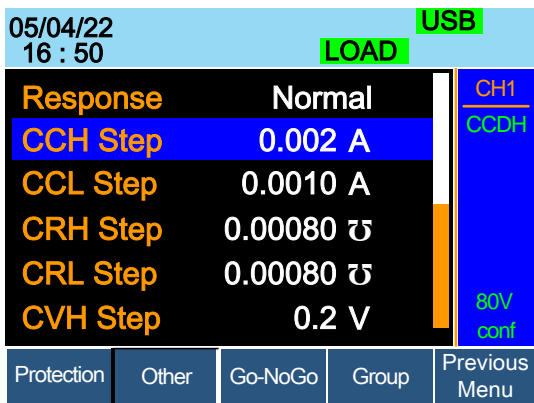 05/04/22
16 : 50
USB
LOAD
Response Normal
CCH Step 0.002 A
CCL Step 0.0010 A
CRH Step 0.00080 ℧
CRL Step 0.00080 ℧
CVH Step 0.2 V
CH1
CCDH
80V
conf
Protection
Other
Go-NoGo
Group
Previous
Menu